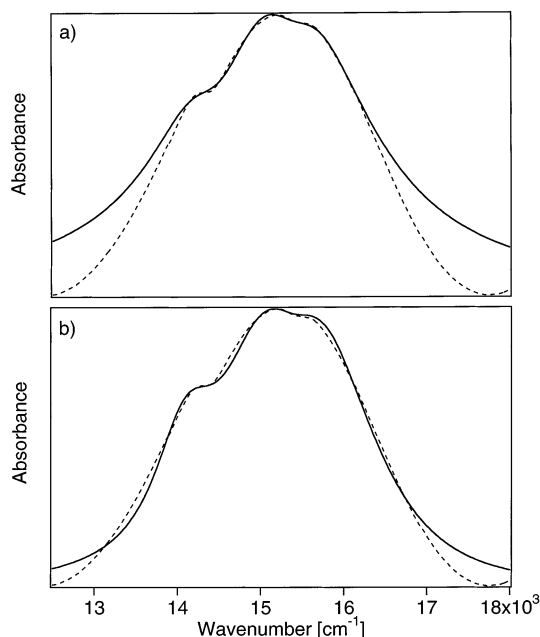 a)
Absorbance
b)
Absorbance
13 14 15 16 17 18x10³
Wavenumber [cm⁻¹]